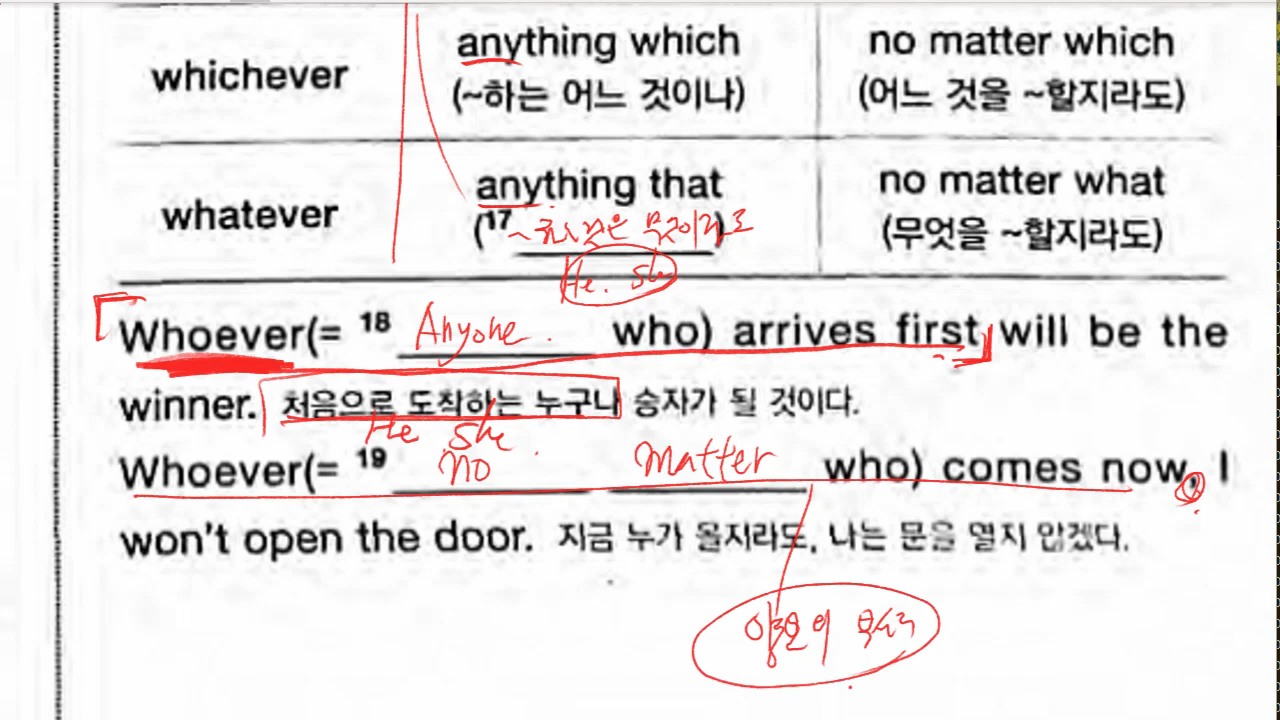 anything which no matter which
whichever
(~하는 어느 것이나) (어느 것을 ~할지라도)
anything that no matter what
whatever
(17 무엇이라도) (무엇을 ~할지라도)
He. she
Whoever(= 18 Anyone. who) arrives first will be the
winner. 처음으로 도착하는 누구나 승자가 될 것이다.
He she
Whoever(= 19 no matter who) comes now, I
won't open the door. 지금 누가 올지라도, 나는 문을 열지 않겠다.
양보의 부사